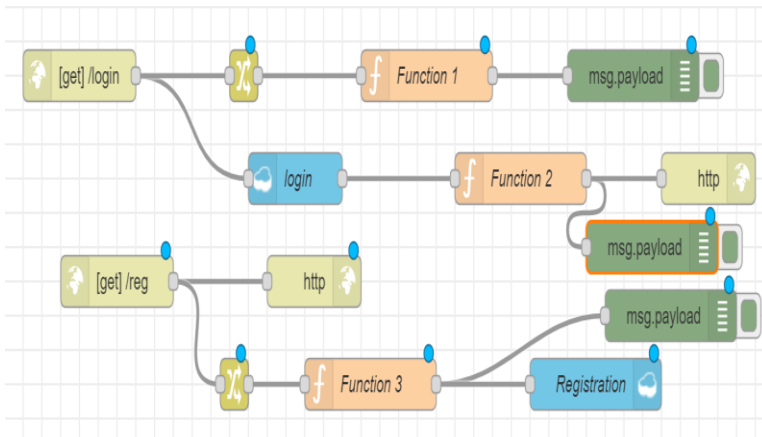 [get] /login
Function 1
msg.payload
login
Function 2
http
msg.payload
[get] /reg
http
msg.payload
Function 3
Registration